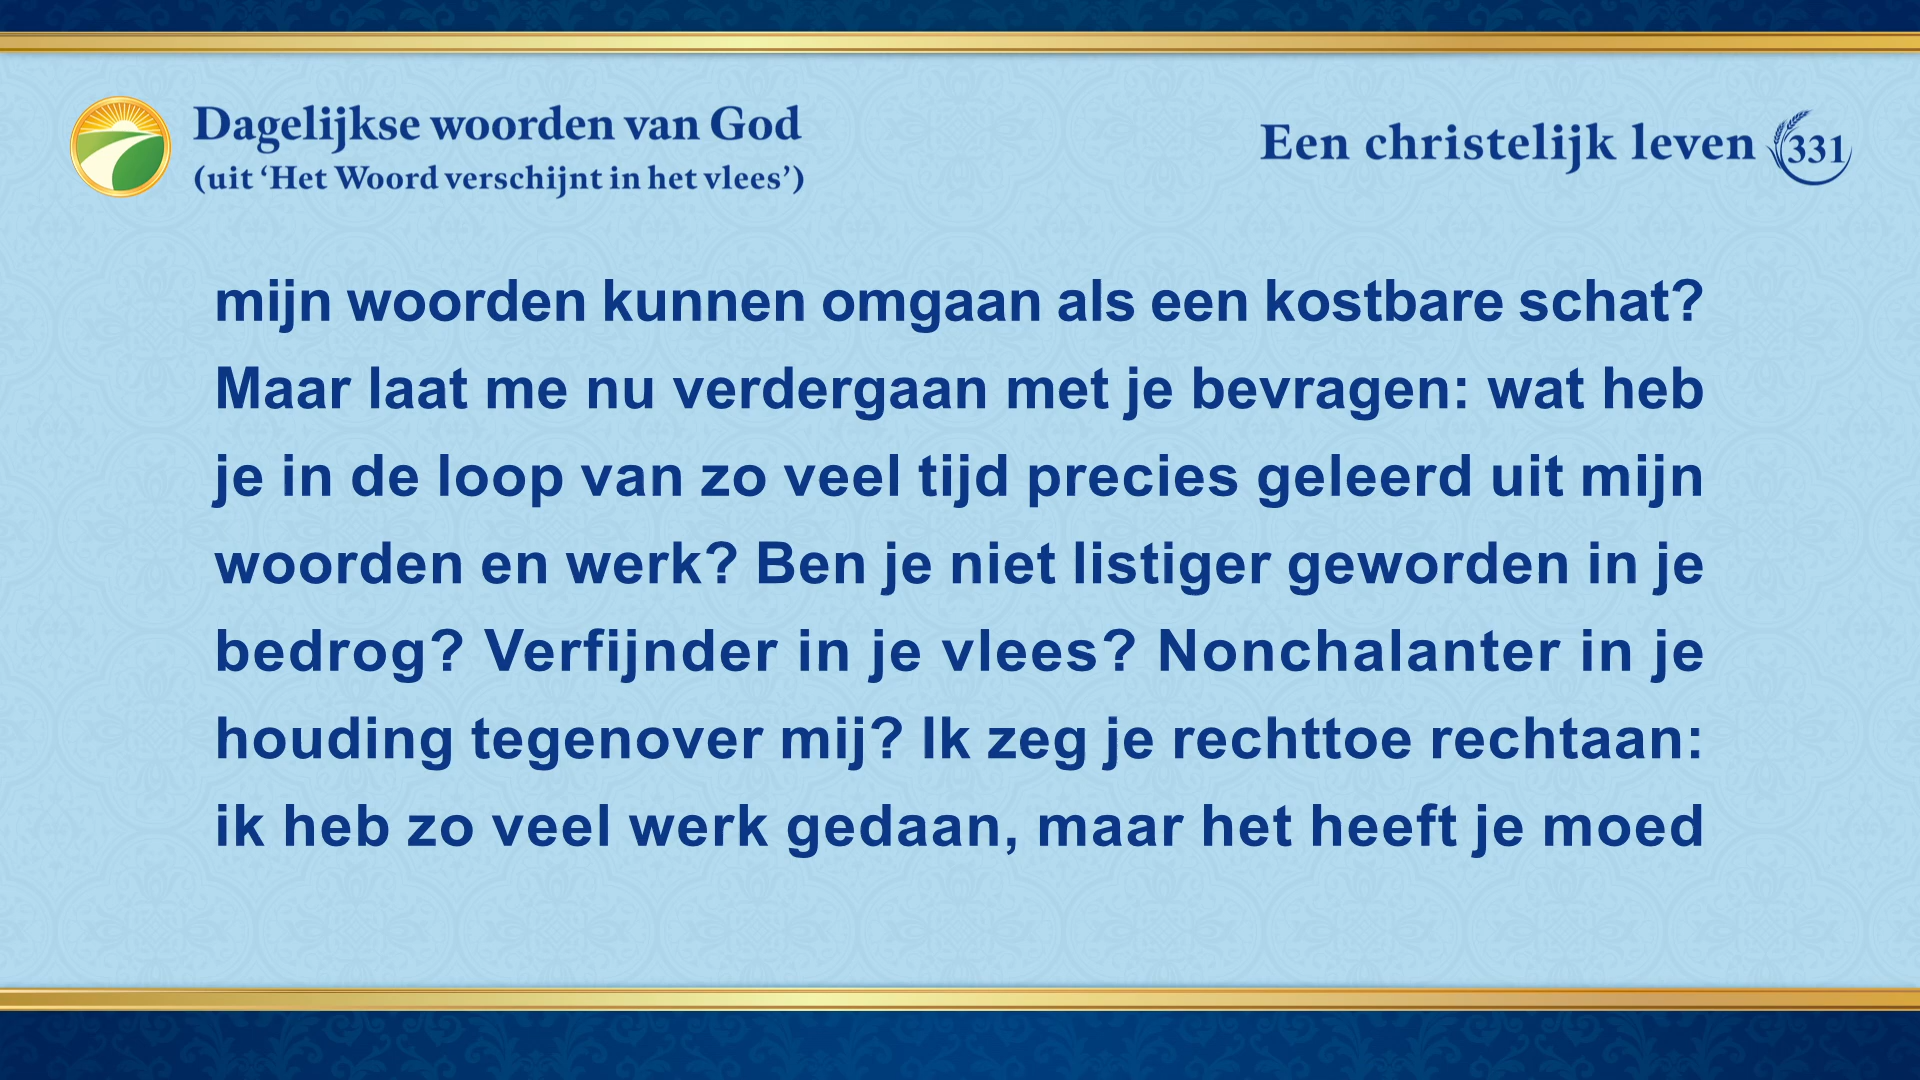 Dagelijkse woorden van God
(uit ‘Het Woord verschijnt in het vlees’)
Een christelijk leven 331
mijn woorden kunnen omgaan als een kostbare schat?
Maar laat me nu verdergaan met je bevragen: wat heb
je in de loop van zo veel tijd precies geleerd uit mijn
woorden en werk? Ben je niet listiger geworden in je
bedrog? Verfijnder in je vlees? Nonchalanter in je
houding tegenover mij? Ik zeg je rechttoe rechtaan:
ik heb zo veel werk gedaan, maar het heeft je moed